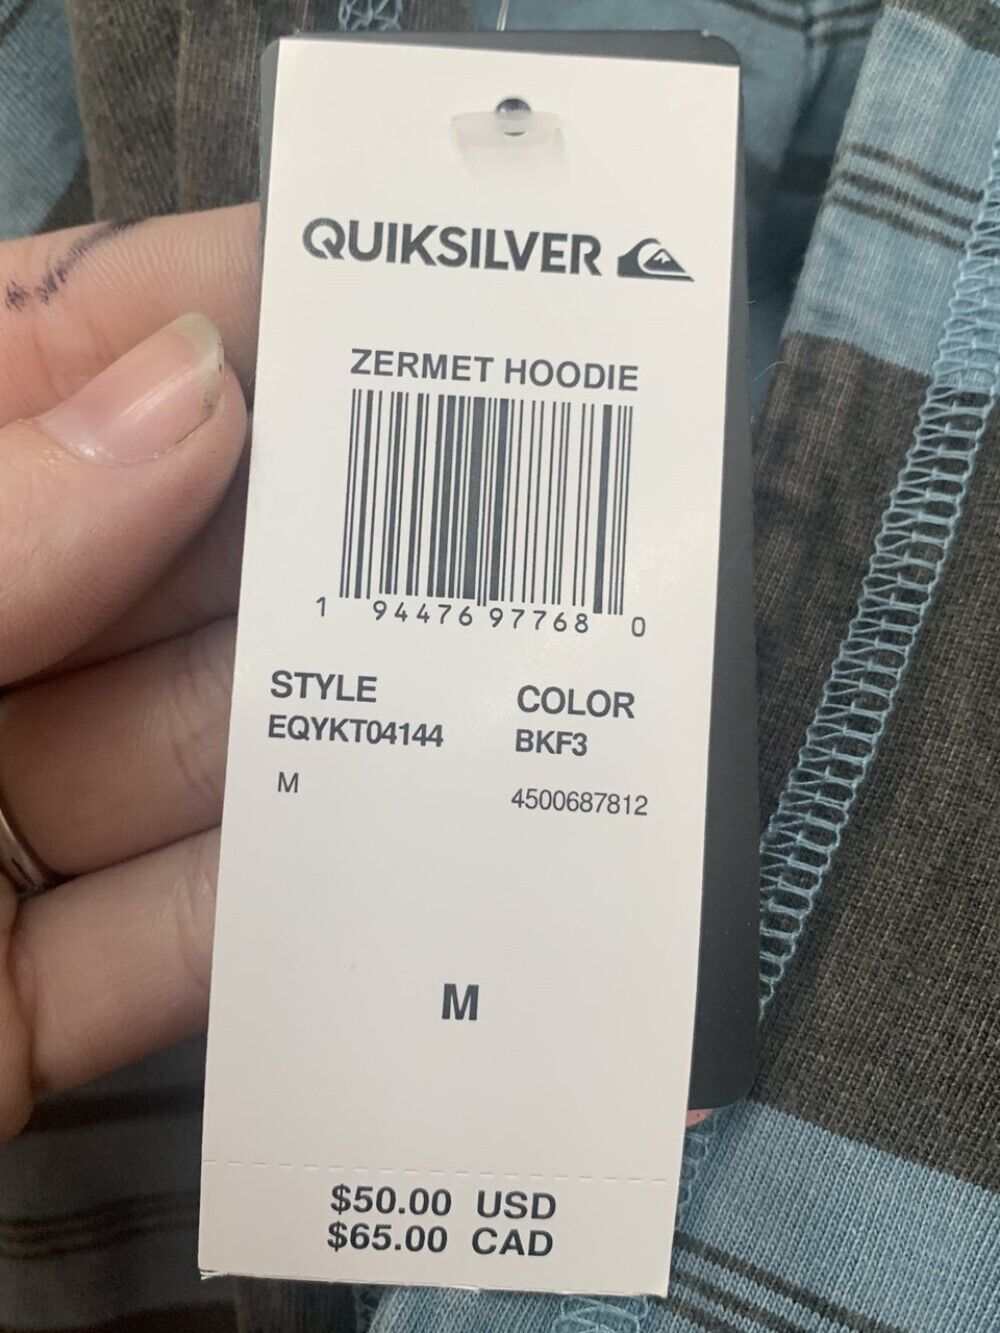 QUIKSILVER
ZERMET HOODIE
1 94476 97768 0
STYLE COLOR
EQYKT04144 BKF3
M 4500687812
M
$50.00 USD
$65.00 CAD